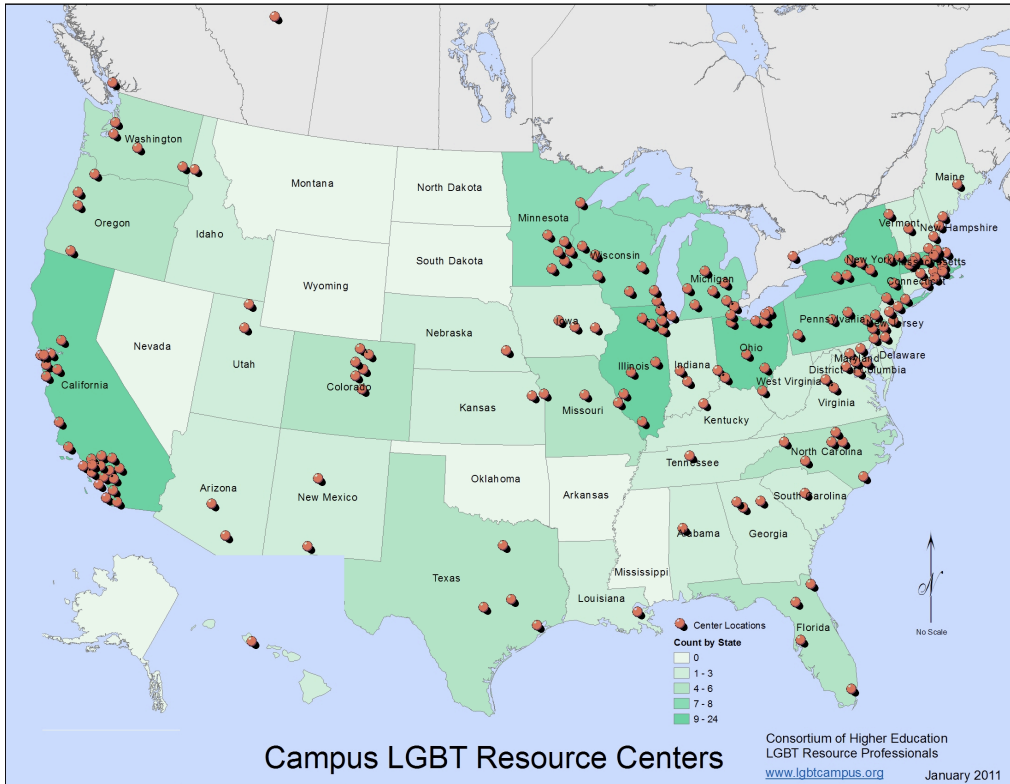 Washington
Montana
North Dakota
Minnesota
Maine
Vermont
New Hampshire
Oregon
Idaho
South Dakota
Wisconsin
Michigan
New York
Massachusetts
Connecticut
Wyoming
Iowa
Nebraska
Pennsylvania
New Jersey
Nevada
Utah
Colorado
Illinois
Indiana
Ohio
Maryland
Delaware
District of Columbia
California
Kansas
Missouri
West Virginia
Virginia
Kentucky
Arizona
New Mexico
Oklahoma
Arkansas
Tennessee
North Carolina
South Carolina
Texas
Louisiana
Mississippi
Alabama
Georgia
Florida
N
No Scale
Center Locations
Count by State
0
1 - 3
4 - 6
7 - 8
9 - 24
Campus LGBT Resource Centers
Consortium of Higher Education
LGBT Resource Professionals
www.lgbtcampus.org
January 2011